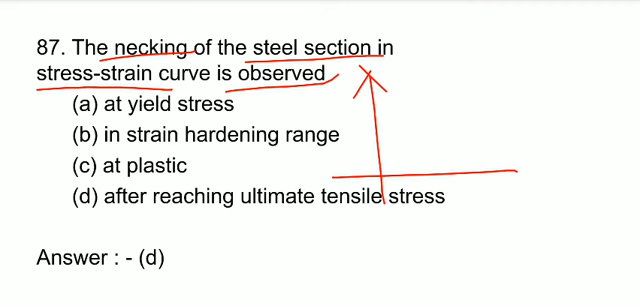 87. The necking of the steel section in
stress-strain curve is observed
(a) at yield stress
(b) in strain hardening range
(c) at plastic
(d) after reaching ultimate tensile stress
Answer : - (d)